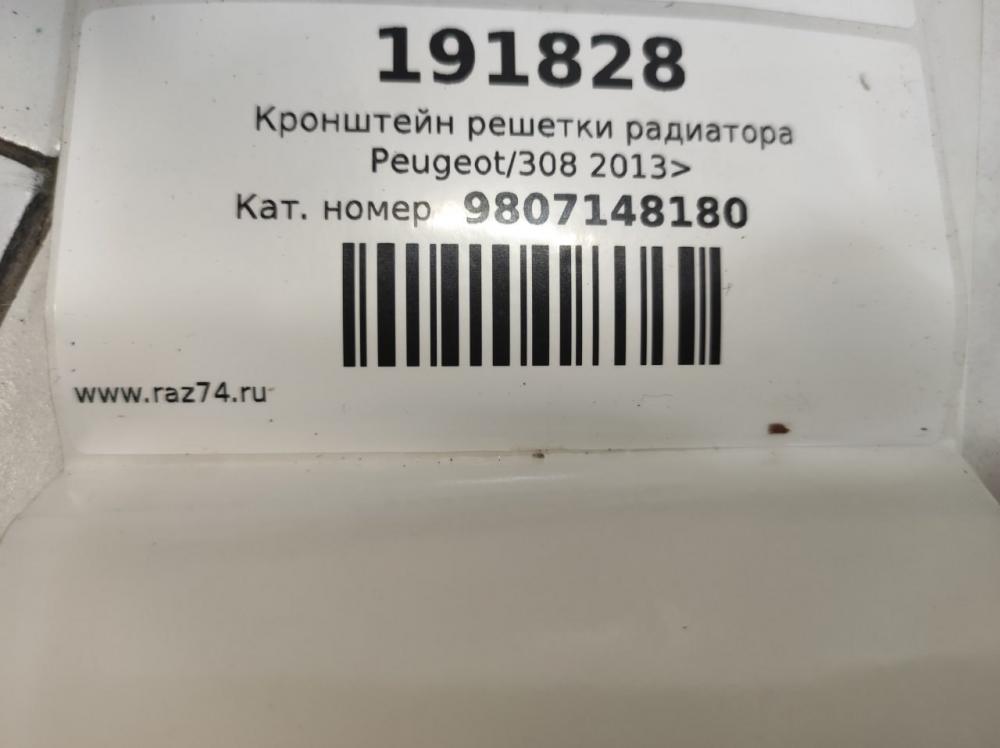 191828
Кронштейн решетки радиатора
Peugeot/308 2013>
Кат. номер 9807148180
www.raz74.ru